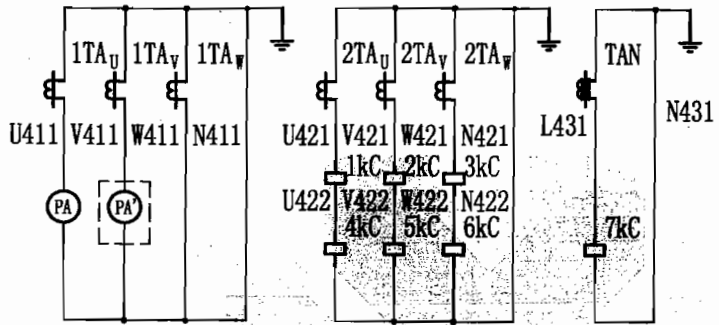 1TAU 1TAV 1TAW 2TAU 2TAV 2TAW TAN
U411 V411 W411 N411 U421 V421 W421 N421 L431 N431
1kC 2kC 3kC
PA PA' U422 V422 W422 N422
4kC 5kC 6kC 7kC